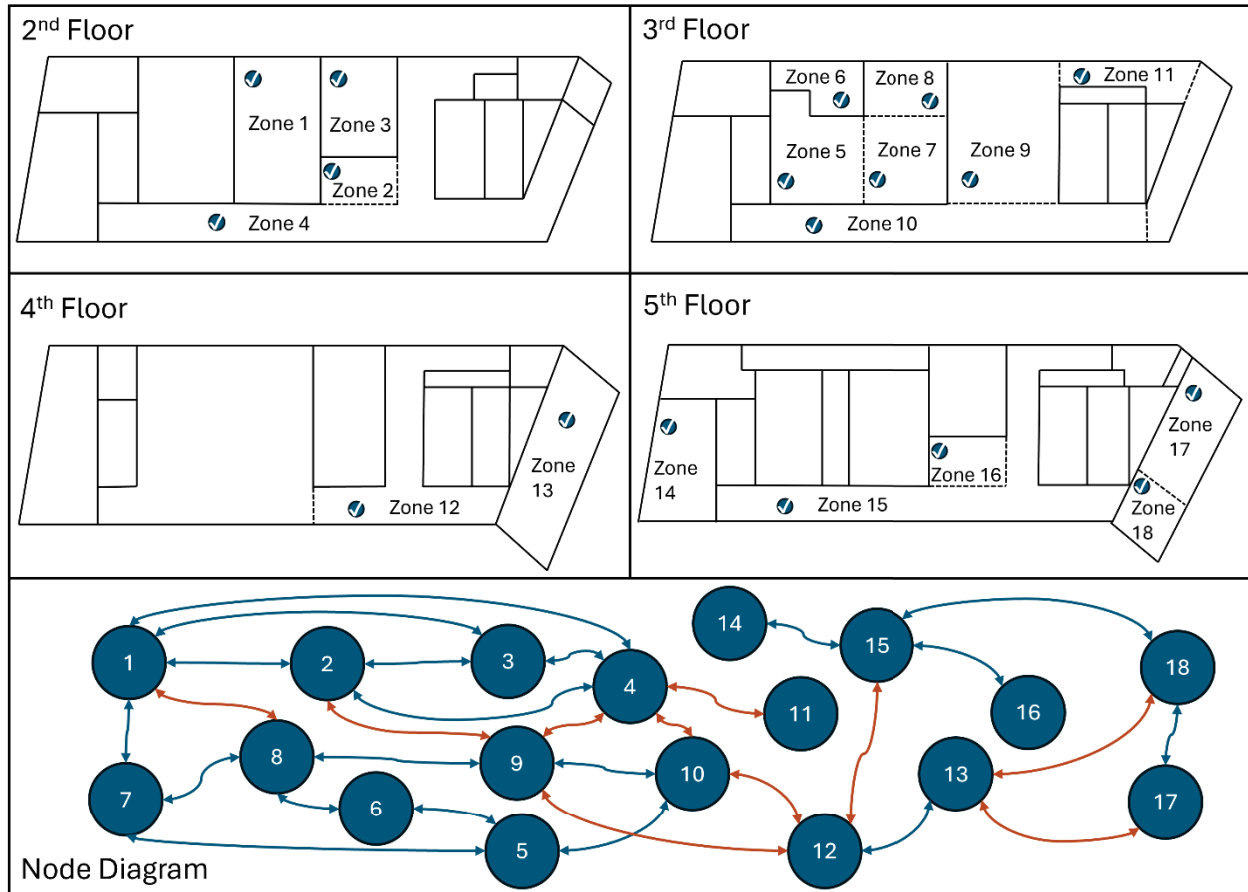 2nd Floor
Zone 1
Zone 3
Zone 2
Zone 4
3rd Floor
Zone 6
Zone 8
Zone 11
Zone 5
Zone 7
Zone 9
Zone 10
4th Floor
Zone
13
Zone 12
5th Floor
Zone
14
Zone 15
Zone 16
Zone
17
Zone
18
1
2
3
4
14
15
18
11
16
8
9
10
13
7
6
5
12
17
Node Diagram